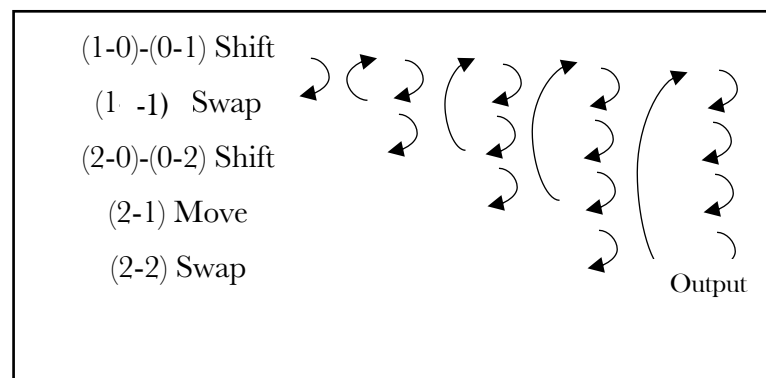 (1-0)-(0-1) Shift
(1 -1) Swap
(2-0)-(0-2) Shift
(2-1) Move
(2-2) Swap
Output